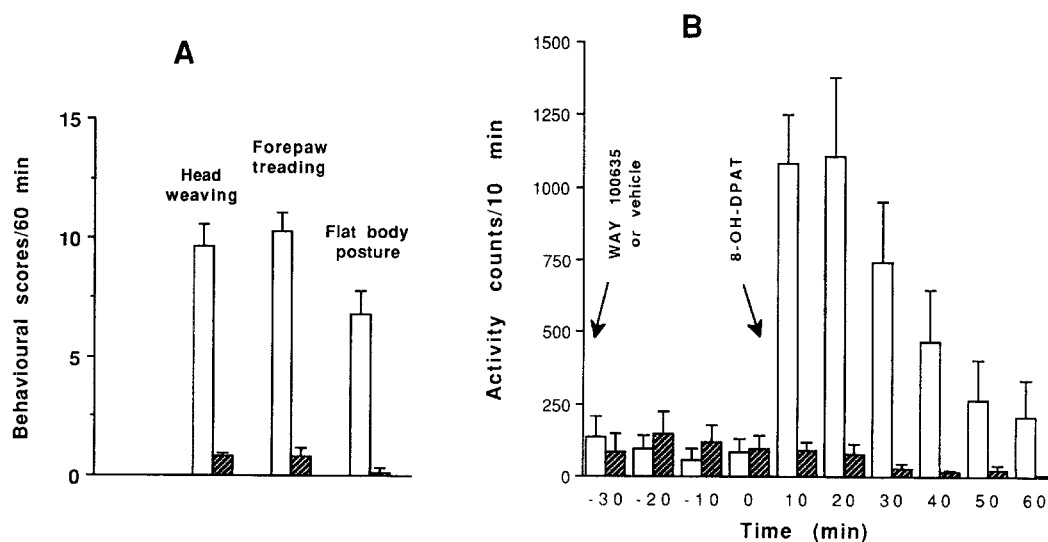 A
Behavioural scores/60 min
15
10
5
0
Head
weaving
Forepaw
treading
Flat body
posture
B
Activity counts/10 min
1500
1250
1000
750
500
250
0
WAY 100635
or vehicle
8-OH-DPAT
-30 -20 -10 0 10 20 30 40 50 60
Time (min)